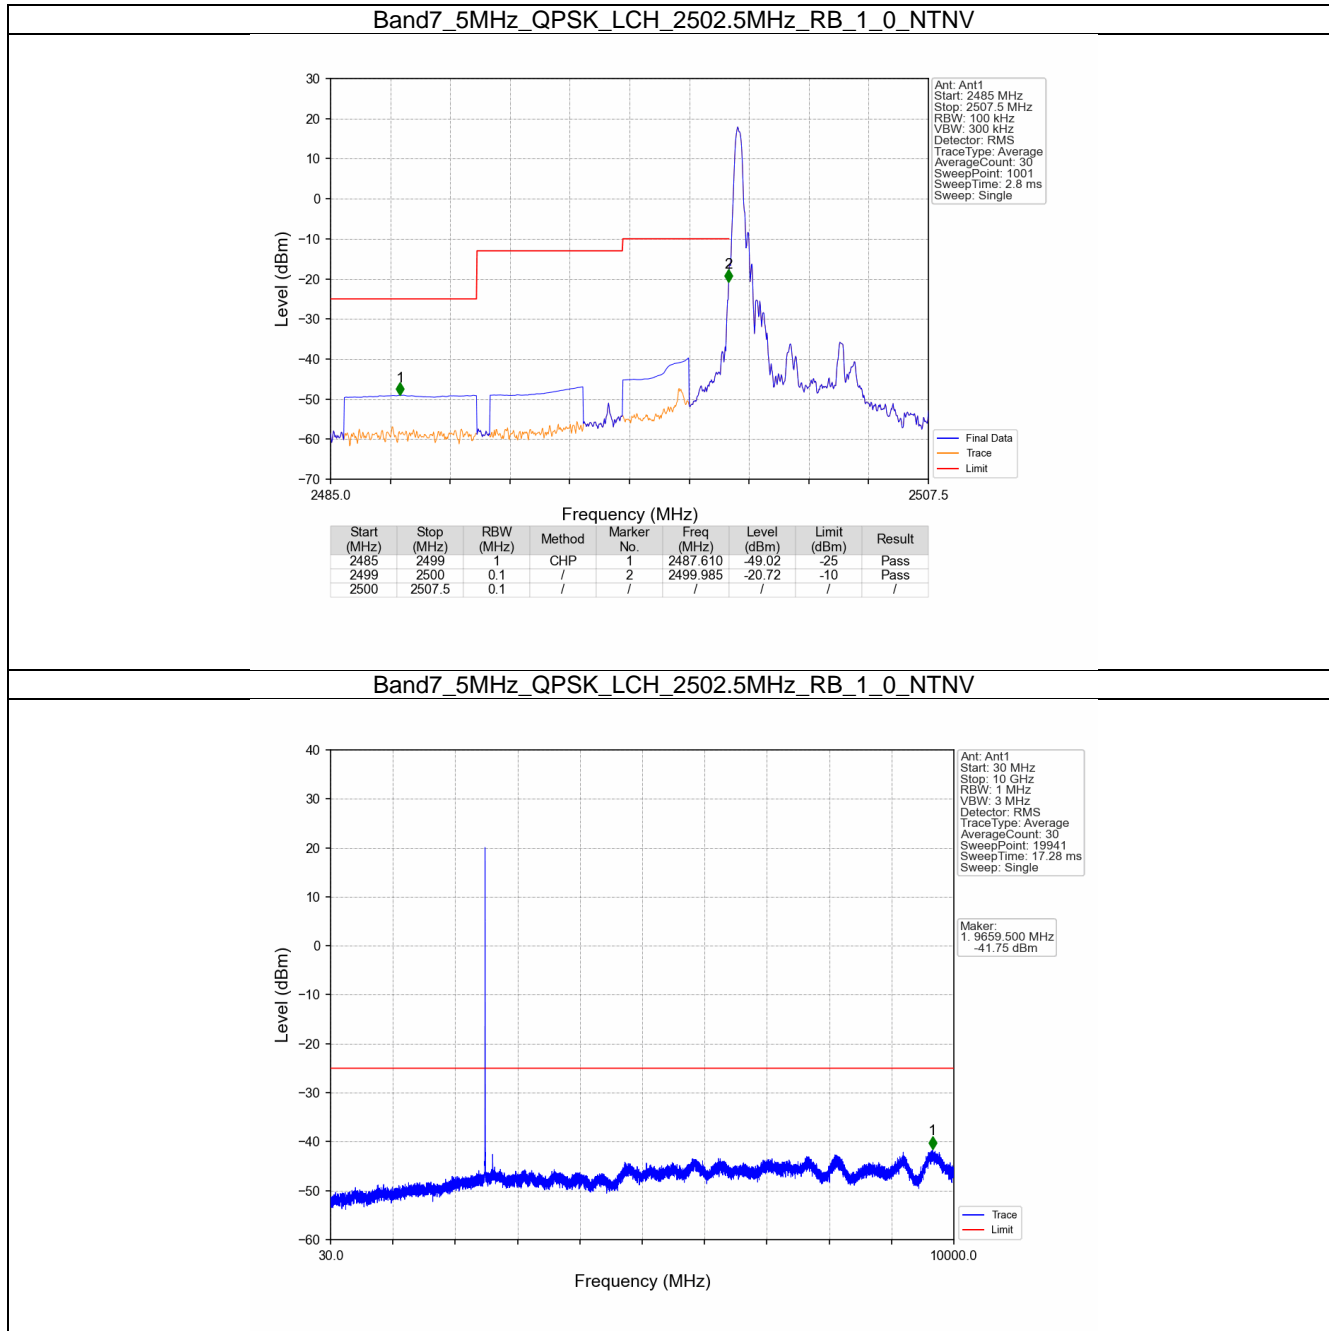 Band7_5MHz_QPSK_LCH_2502.5MHz_RB_1_0_NTNV
30
20
10
0
−10
−20
−30
−40
−50
−60
−70
Level (dBm)
1
2
2485.0
2507.5
Frequency (MHz)
Ant: Ant1
Start: 2485 MHz
Stop: 2507.5 MHz
RBW: 100 kHz
VBW: 300 kHz
Detector: RMS
TraceType: Average
AverageCount: 30
SweepPoint: 1001
SweepTime: 2.8 ms
Sweep: Single
Final Data
Trace
Limit
Start (MHz) Stop (MHz) RBW (MHz) Method Marker No. Freq (MHz) Level (dBm) Limit (dBm) Result
2485 2499 1 CHP 1 2487.610 -49.02 -25 Pass
2499 2500 0.1 / 2 2499.985 -20.72 -10 Pass
2500 2507.5 0.1 / / / / / /
Band7_5MHz_QPSK_LCH_2502.5MHz_RB_1_0_NTNV
40
30
20
10
0
−10
−20
−30
−40
−50
−60
Level (dBm)
1
30.0
10000.0
Frequency (MHz)
Ant: Ant1
Start: 30 MHz
Stop: 10 GHz
RBW: 1 MHz
VBW: 3 MHz
Detector: RMS
TraceType: Average
AverageCount: 30
SweepPoint: 19941
SweepTime: 17.28 ms
Sweep: Single
Maker:
1. 9659.500 MHz
-41.75 dBm
Trace
Limit